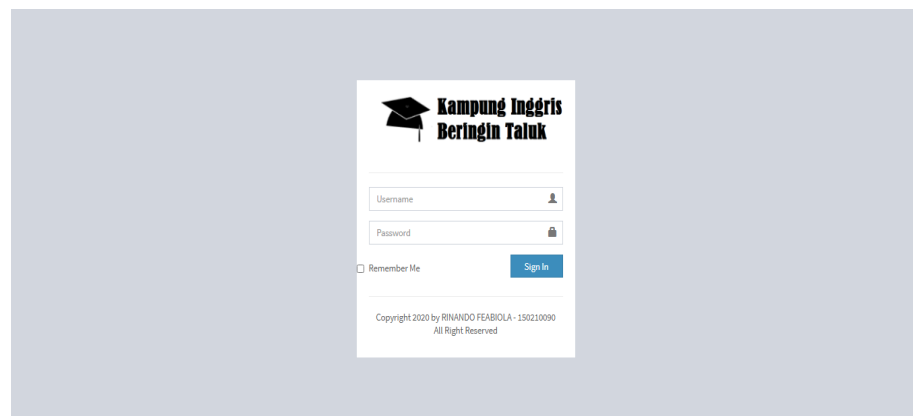 Kampung Inggris
Beringin Taluk
Username
Password
Remember Me
Sign In
Copyright 2020 by RINANDO FEABIOLA - 150210090
All Right Reserved